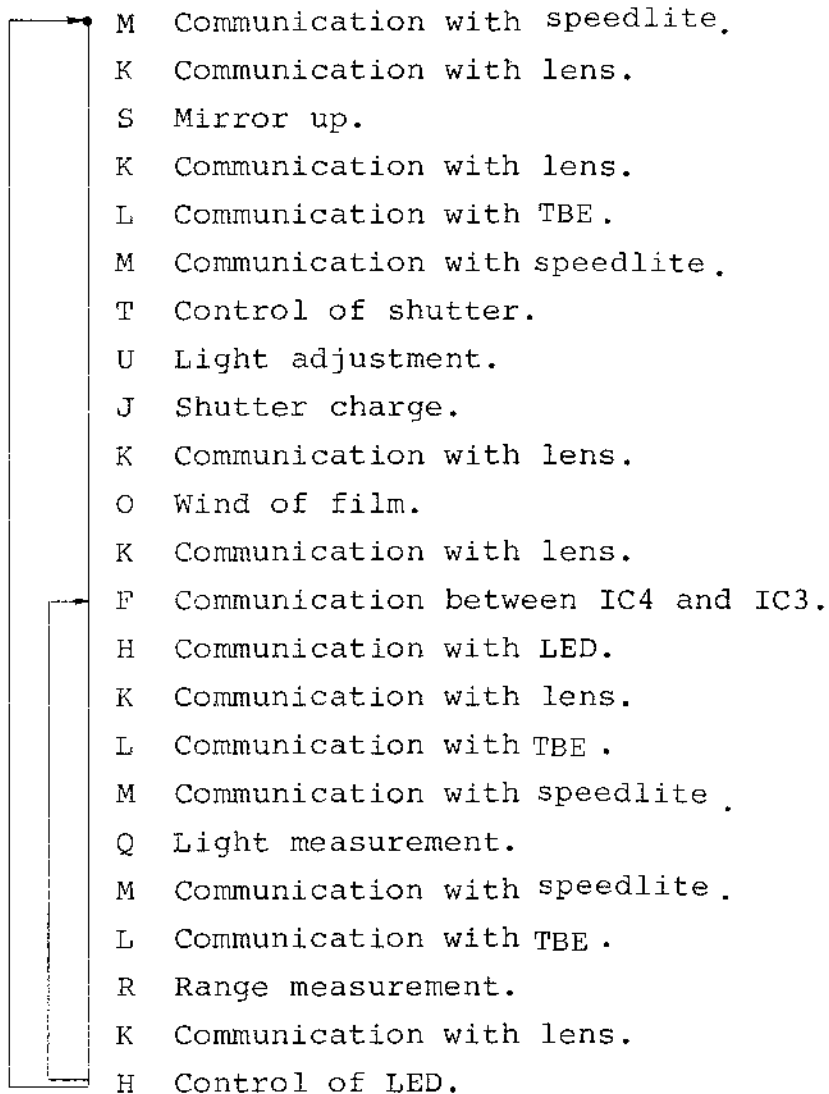 M Communication with speedlite.
K Communication with lens.
S Mirror up.
K Communication with lens.
L Communication with TBE.
M Communication with speedlite.
T Control of shutter.
U Light adjustment.
J Shutter charge.
K Communication with lens.
O Wind of film.
K Communication with lens.
F Communication between IC4 and IC3.
H Communication with LED.
K Communication with lens.
L Communication with TBE.
M Communication with speedlite.
Q Light measurement.
M Communication with speedlite.
L Communication with TBE.
R Range measurement.
K Communication with lens.
H Control of LED.